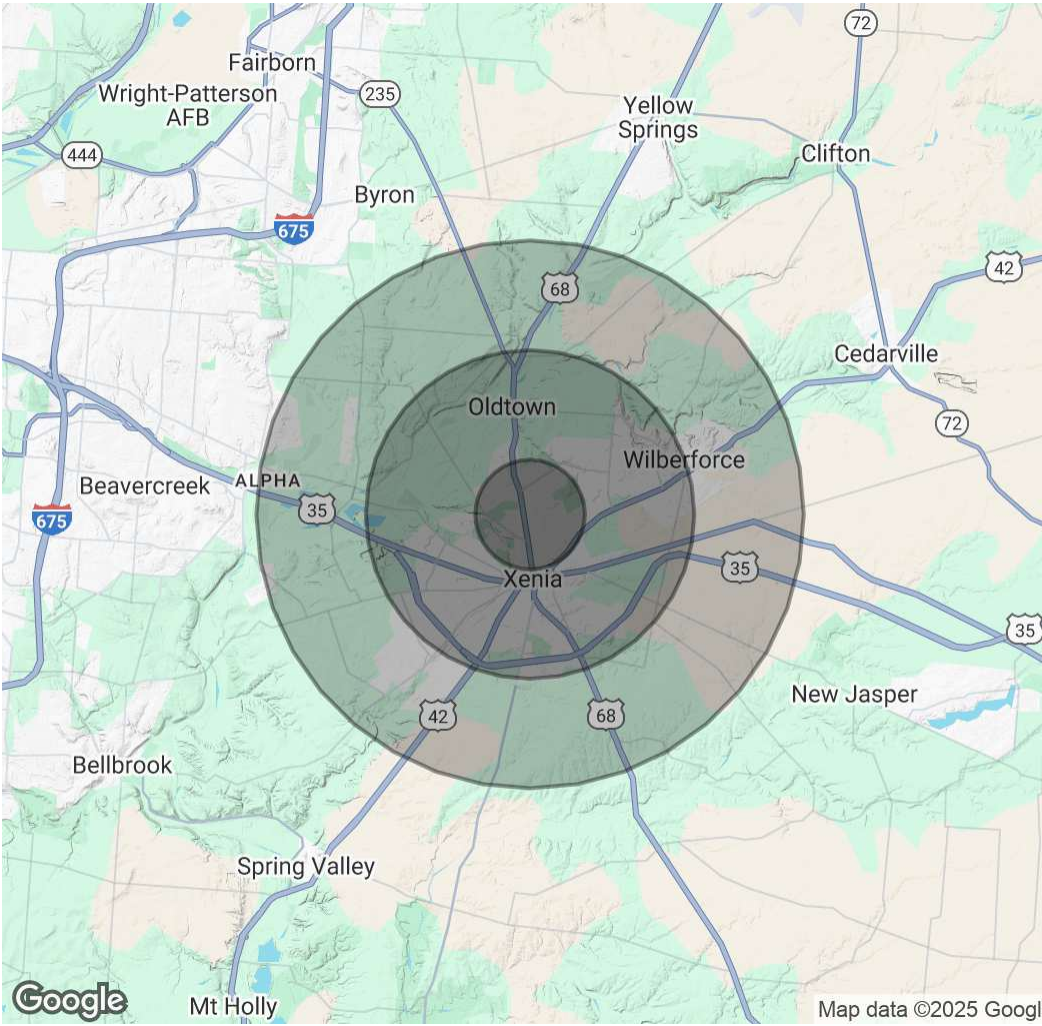 72
Fairborn
Wright-Patterson
AFB
235
Yellow
Springs
444
Clifton
Byron
675
42
68
Cedarville
Oldtown
72
Wilberforce
ALPHA
Beavercreek
35
675
35
Xenia
35
New Jasper
42
68
Bellbrook
Spring Valley
Google
Mt Holly
Map data ©2025 Googl